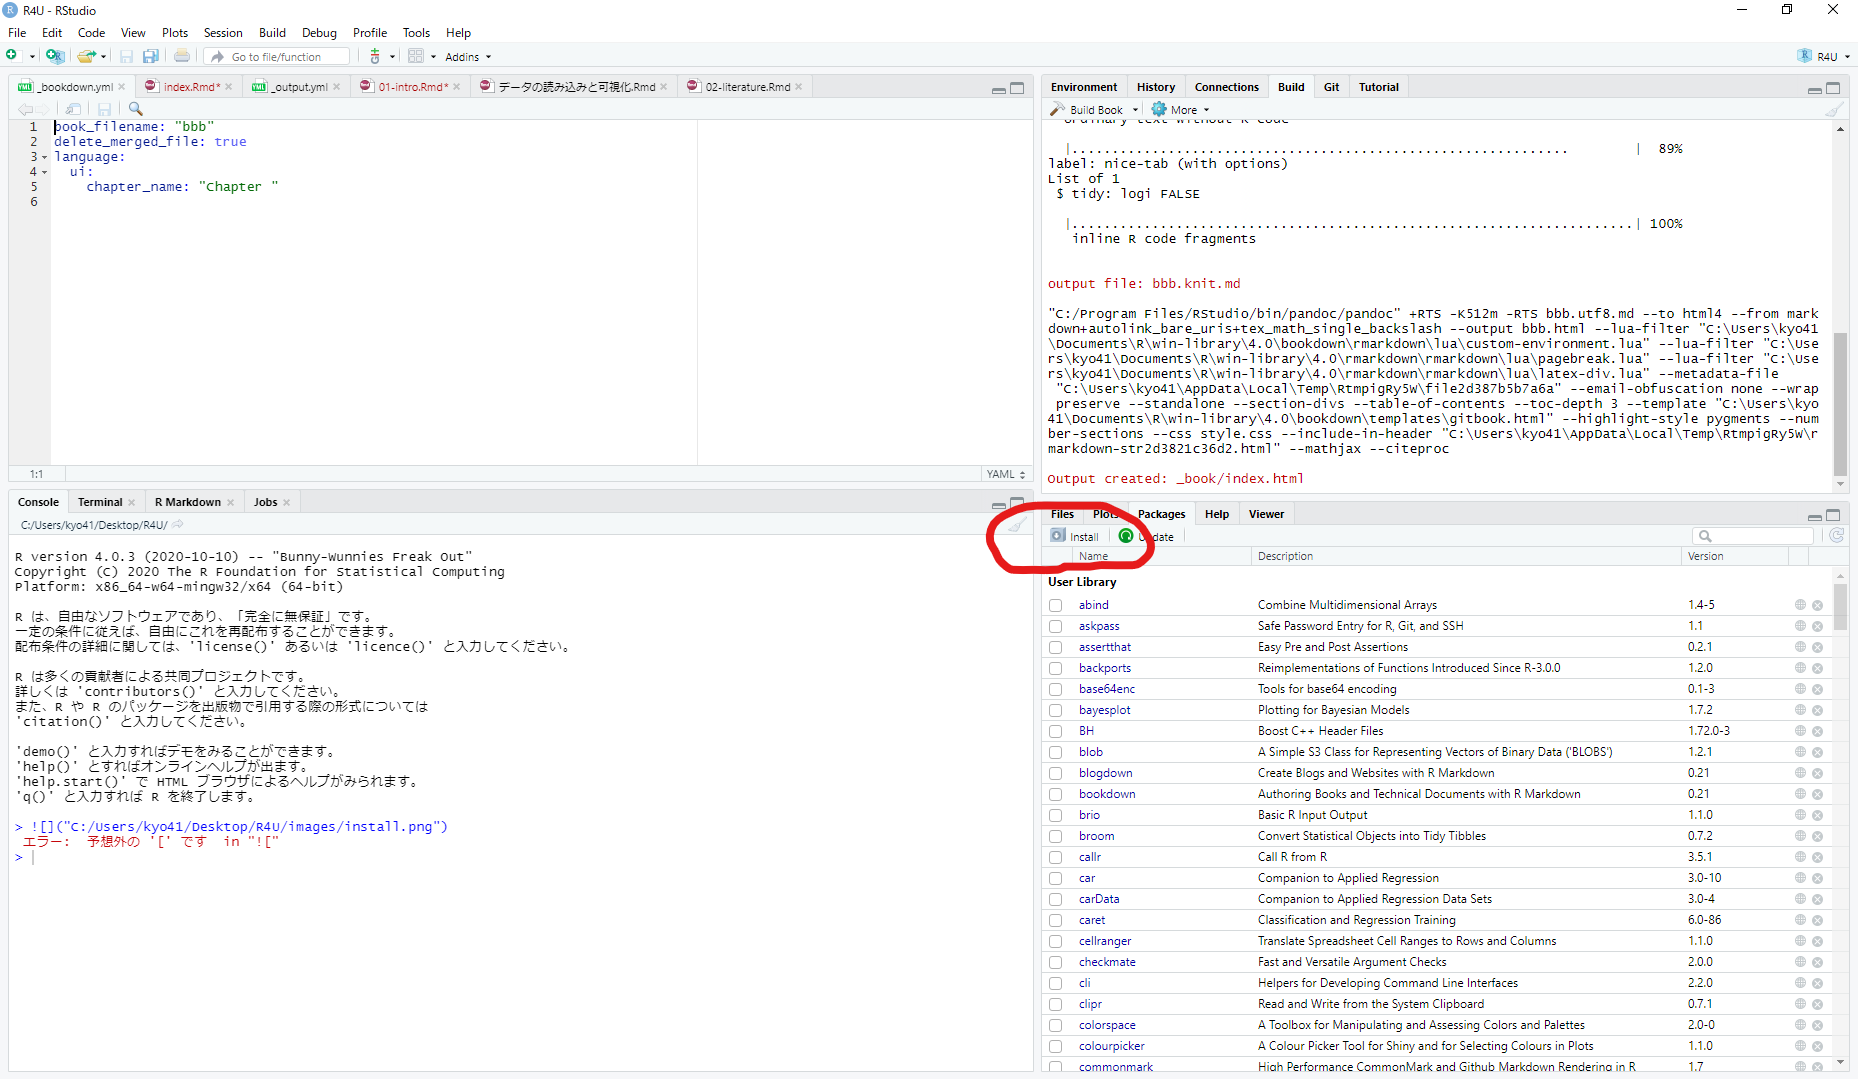 R4U - RStudio
File Edit Code View Plots Session Build Debug Profile Tools Help
Go to file/function Addins R4U
_bookdown.yml index.Rmd* _output.yml 01-intro.Rmd* データの読み込みと可視化.Rmd 02-literature.Rmd
1 book_filename: "bbb"
2 delete_merged_file: true
3 language:
4 ui:
5 chapter_name: "Chapter "
6
1:1 YAML
Console Terminal R Markdown Jobs
C:/Users/kyo41/Desktop/R4U/
R version 4.0.3 (2020-10-10) -- "Bunny-Wunnies Freak Out"
Copyright (C) 2020 The R Foundation for Statistical Computing
Platform: x86_64-w64-mingw32/x64 (64-bit)
R は、自由なソフトウェアであり、「完全に無保証」です。
一定の条件に従えば、自由にこれを再配布することができます。
配布条件の詳細に関しては、'license()' あるいは 'licence()' と入力してください。
R は多くの貢献者による共同プロジェクトです。
詳しくは 'contributors()' と入力してください。
また、R や R のパッケージを出版物で引用する際の形式については
'citation()' と入力してください。
'demo()' と入力すればデモをみることができます。
'help()' とすればオンラインヘルプが出ます。
'help.start()' で HTML ブラウザによるヘルプがみられます。
'q()' と入力すれば R を終了します。
> ![]("C:/Users/kyo41/Desktop/R4U/images/install.png")
エラー: 予想外の '[' です in "!["
>
Environment History Connections Build Git Tutorial
Build Book More
ordinary text without R code
|.............................................................. | 89%
label: nice-tab (with options)
List of 1
$ tidy: logi FALSE
|......................................................................| 100%
inline R code fragments
output file: bbb.knit.md
"C:/Program Files/RStudio/bin/pandoc/pandoc" +RTS -K512m -RTS bbb.utf8.md --to html4 --from mark
down+autolink_bare_uris+tex_math_single_backslash --output bbb.html --lua-filter "C:\Users\kyo41
\Documents\R\win-library\4.0\bookdown\rmarkdown\lua\custom-environment.lua" --lua-filter "C:\Use
rs\kyo41\Documents\R\win-library\4.0\rmarkdown\rmarkdown\lua\pagebreak.lua" --lua-filter "C:\Use
rs\kyo41\Documents\R\win-library\4.0\rmarkdown\rmarkdown\lua\latex-div.lua" --metadata-file
"C:\Users\kyo41\AppData\Local\Temp\RtmpigRy5W\file2d387b5b7a6a" --email-obfuscation none --wrap
preserve --standalone --section-divs --table-of-contents --toc-depth 3 --template "C:\Users\kyo
41\Documents\R\win-library\4.0\bookdown\templates\gitbook.html" --highlight-style pygments --num
ber-sections --css style.css --include-in-header "C:\Users\kyo41\AppData\Local\Temp\RtmpigRy5W\r
markdown-str2d3821c36d2.html" --mathjax --citeproc
Output created: _book/index.html
Files Plots Packages Help Viewer
Install Update
Name Description Version
User Library
abind Combine Multidimensional Arrays 1.4-5
askpass Safe Password Entry for R, Git, and SSH 1.1
assertthat Easy Pre and Post Assertions 0.2.1
backports Reimplementations of Functions Introduced Since R-3.0.0 1.2.0
base64enc Tools for base64 encoding 0.1-3
bayesplot Plotting for Bayesian Models 1.7.2
BH Boost C++ Header Files 1.72.0-3
blob A Simple S3 Class for Representing Vectors of Binary Data ('BLOBS') 1.2.1
blogdown Create Blogs and Websites with R Markdown 0.21
bookdown Authoring Books and Technical Documents with R Markdown 0.21
brio Basic R Input Output 1.1.0
broom Convert Statistical Objects into Tidy Tibbles 0.7.2
callr Call R from R 3.5.1
car Companion to Applied Regression 3.0-10
carData Companion to Applied Regression Data Sets 3.0-4
caret Classification and Regression Training 6.0-86
cellranger Translate Spreadsheet Cell Ranges to Rows and Columns 1.1.0
checkmate Fast and Versatile Argument Checks 2.0.0
cli Helpers for Developing Command Line Interfaces 2.2.0
clipr Read and Write from the System Clipboard 0.7.1
colorspace A Toolbox for Manipulating and Assessing Colors and Palettes 2.0-0
colourpicker A Colour Picker Tool for Shiny and for Selecting Colours in Plots 1.1.0
commonmark High Performance CommonMark and Github Markdown Rendering in R 1.7